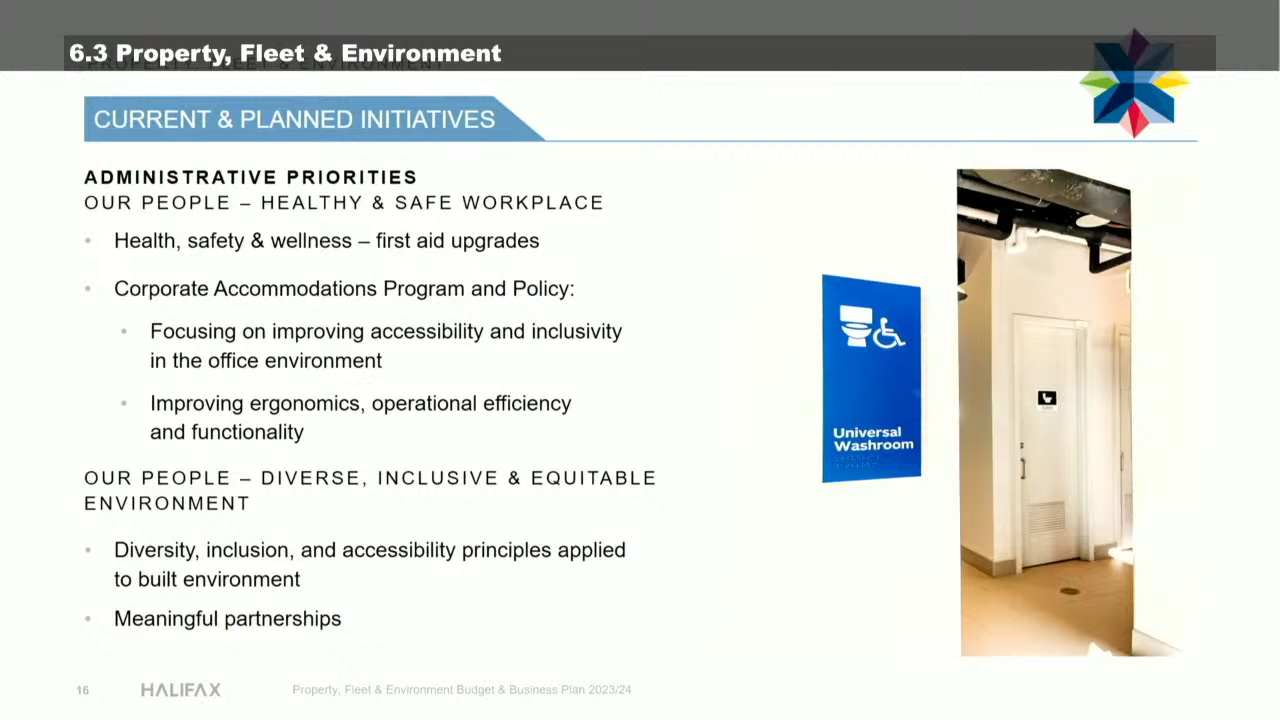 6.3 Property, Fleet & Environment
PROPERTY, FLEET & ENVIRONMENT
CURRENT & PLANNED INITIATIVES
ADMINISTRATIVE PRIORITIES
OUR PEOPLE – HEALTHY & SAFE WORKPLACE
• Health, safety & wellness – first aid upgrades
• Corporate Accommodations Program and Policy:
• Focusing on improving accessibility and inclusivity
in the office environment
• Improving ergonomics, operational efficiency
and functionality
OUR PEOPLE – DIVERSE, INCLUSIVE & EQUITABLE
ENVIRONMENT
• Diversity, inclusion, and accessibility principles applied
to built environment
• Meaningful partnerships
Universal
Washroom
16 HALIFAX Property, Fleet & Environment Budget & Business Plan 2023/24